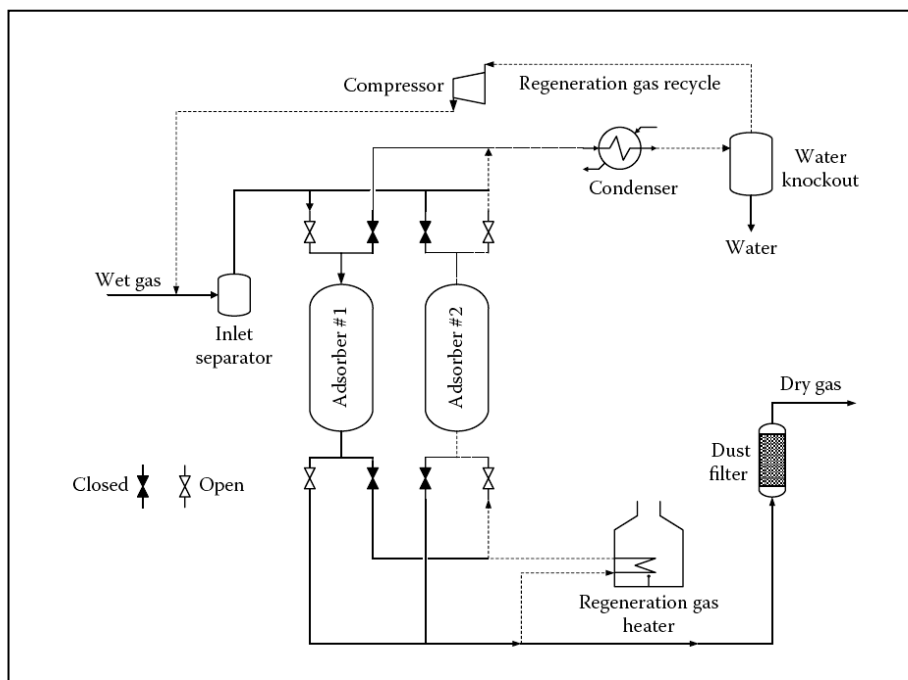 Compressor
Regeneration gas recycle
Condenser
Water
knockout
Water
Wet gas
Inlet
separator
Adsorber #1
Adsorber #2
Dry gas
Dust
filter
Closed
Open
Regeneration gas
heater